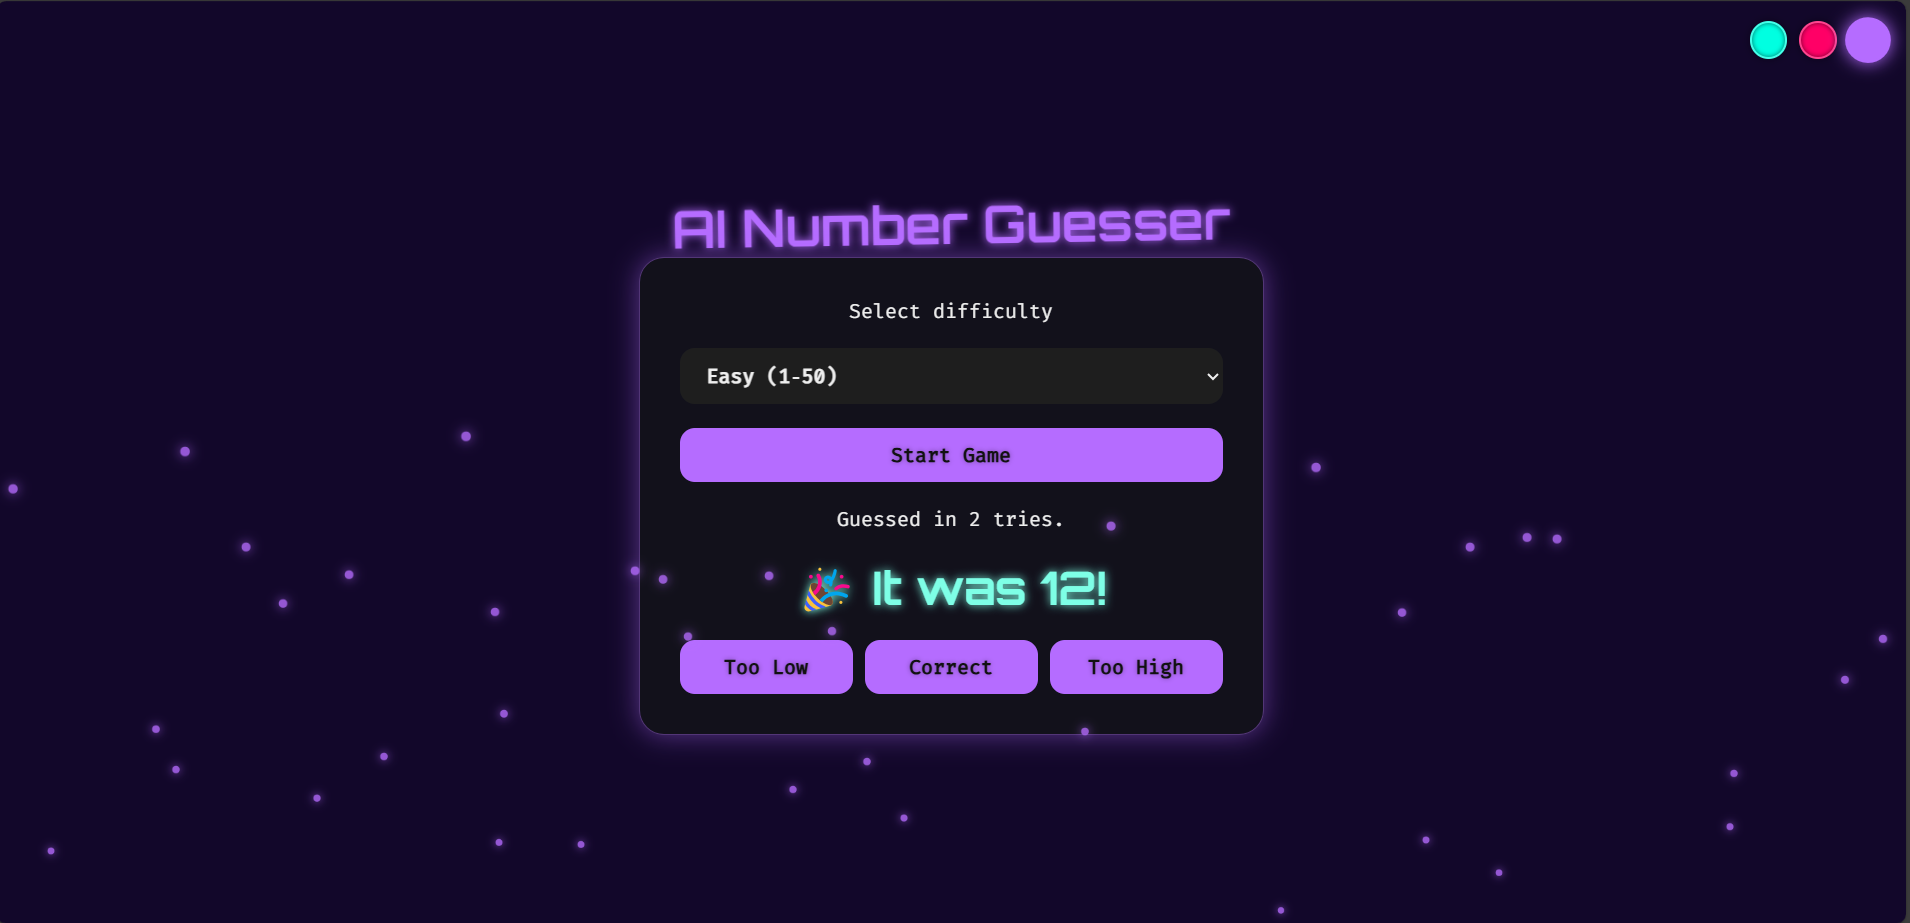 AI Number Guesser
Select difficulty
Easy (1-50)
Start Game
Guessed in 2 tries.
🎉 It was 12!
Too Low Correct Too High